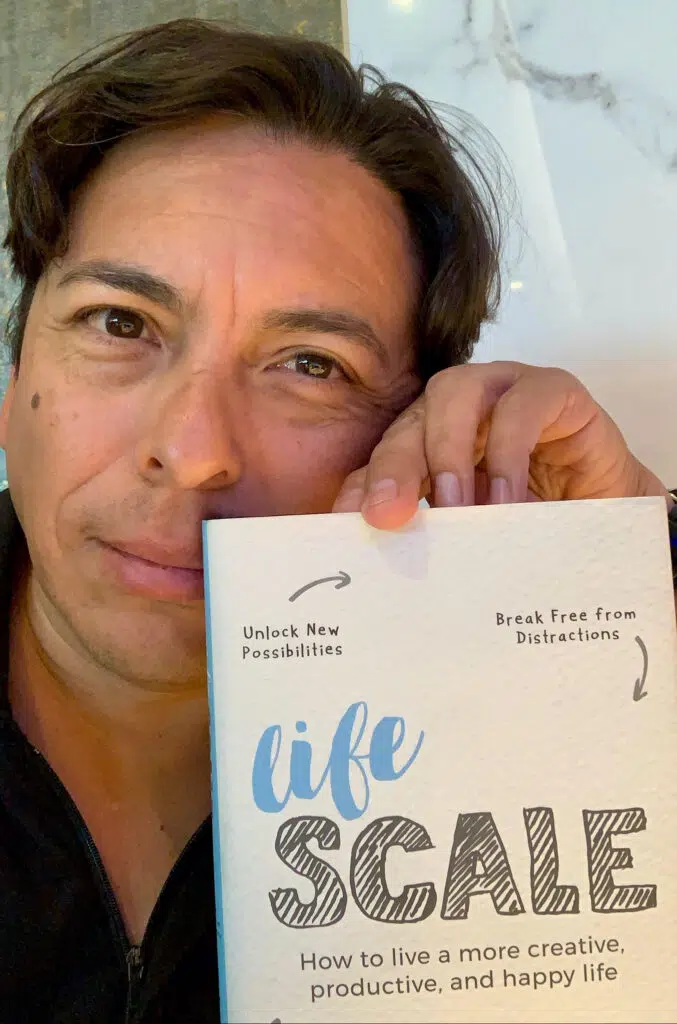 Unlock New
Possibilities
Break Free from
Distractions
life
SCALE
How to live a more creative,
productive, and happy life